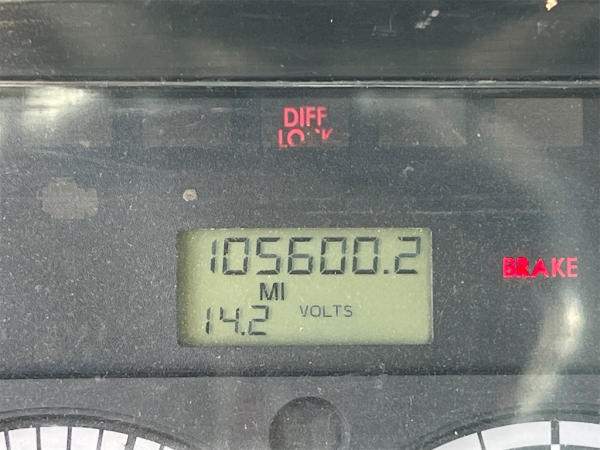 DIFF
LOCK
105600.2
MI
14.2 VOLTS
BRAKE